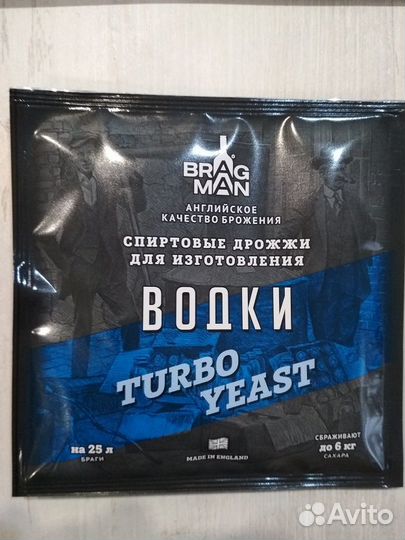 BRAG
MAN
АНГЛИЙСКОЕ
КАЧЕСТВО БРОЖЕНИЯ
СПИРТОВЫЕ ДРОЖЖИ
ДЛЯ ИЗГОТОВЛЕНИЯ
ВОДКИ
TURBO
YEAST
на 25 л
БРАГИ
MADE IN ENGLAND
СБРАЖИВАЮТ
до 6 кг
САХАРА
Avito